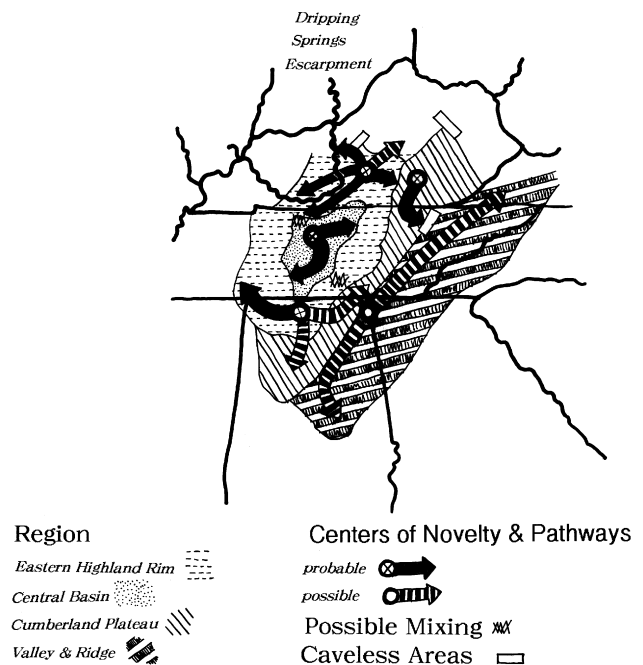 Dripping
Springs
Escarpment
Region
Eastern Highland Rim
Central Basin
Cumberland Plateau
Valley & Ridge
Centers of Novelty & Pathways
probable
possible
Possible Mixing
Caveless Areas